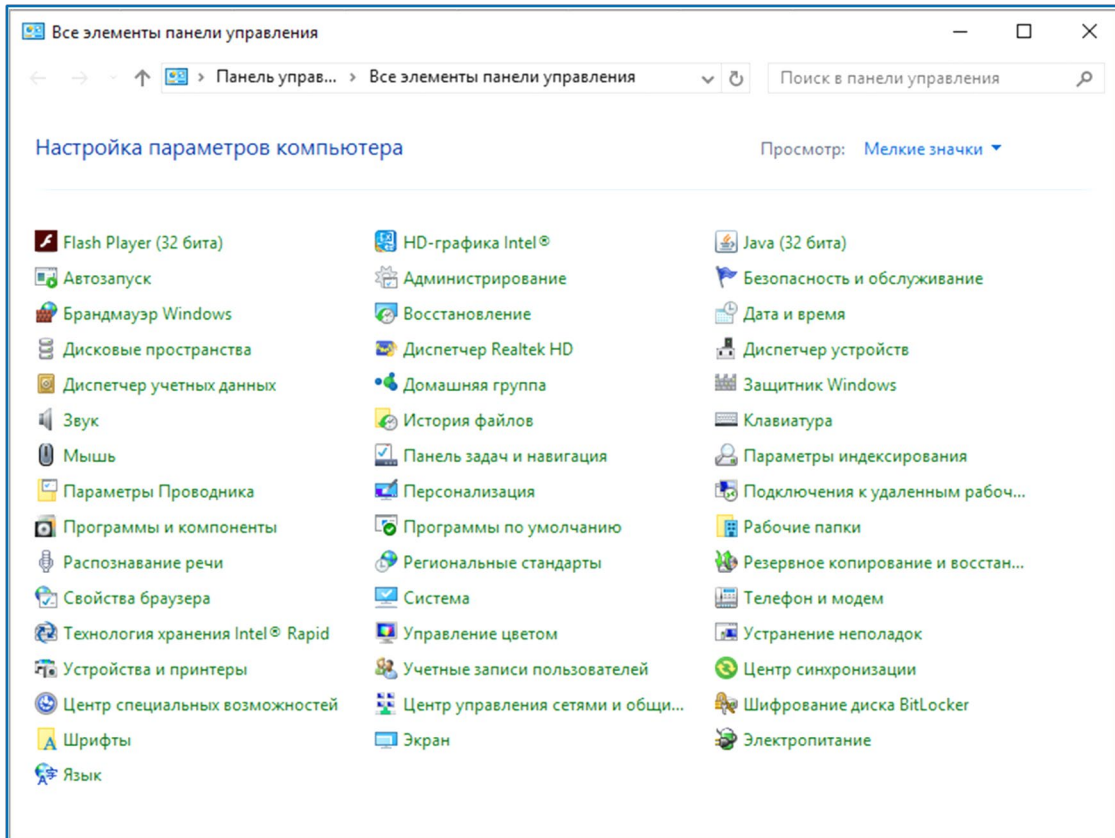 Все элементы панели управления
Панель управ... › Все элементы панели управления
Поиск в панели управления
Настройка параметров компьютера
Просмотр: Мелкие значки
Flash Player (32 бита) HD-графика Intel® Java (32 бита)
Автозапуск Администрирование Безопасность и обслуживание
Брандмауэр Windows Восстановление Дата и время
Дисковые пространства Диспетчер Realtek HD Диспетчер устройств
Диспетчер учетных данных Домашняя группа Защитник Windows
Звук История файлов Клавиатура
Мышь Панель задач и навигация Параметры индексирования
Параметры Проводника Персонализация Подключения к удаленным рабоч...
Программы и компоненты Программы по умолчанию Рабочие папки
Распознавание речи Региональные стандарты Резервное копирование и восстан...
Свойства браузера Система Телефон и модем
Технология хранения Intel® Rapid Управление цветом Устранение неполадок
Устройства и принтеры Учетные записи пользователей Центр синхронизации
Центр специальных возможностей Центр управления сетями и общи... Шифрование диска BitLocker
Шрифты Экран Электропитание
Язык